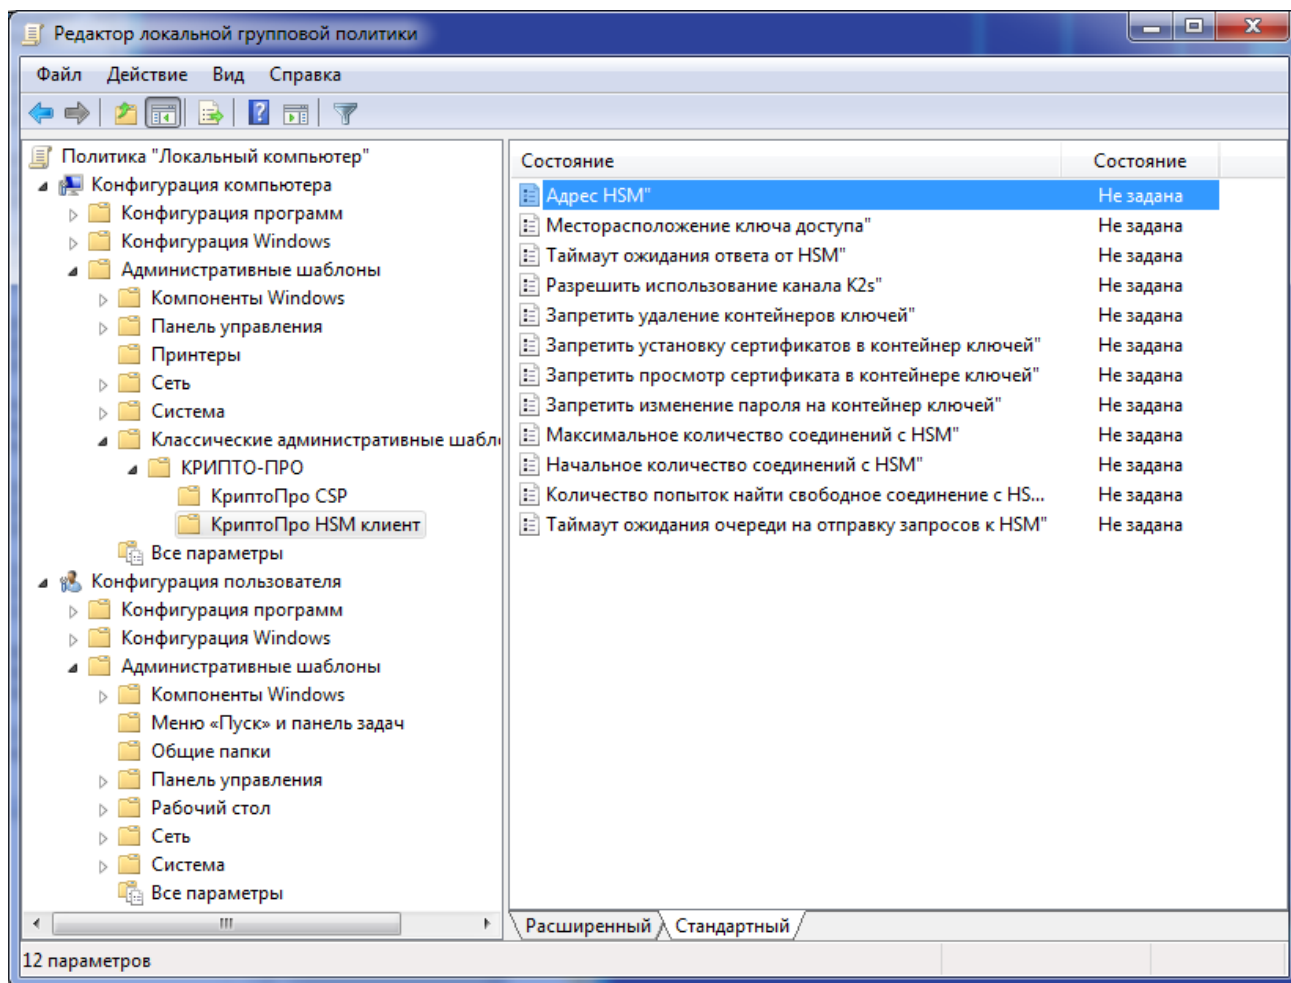 Редактор локальной групповой политики
Файл Действие Вид Справка
Политика "Локальный компьютер"
Конфигурация компьютера
Конфигурация программ
Конфигурация Windows
Административные шаблоны
Компоненты Windows
Панель управления
Принтеры
Сеть
Система
Классические административные шабл
КРИПТО-ПРО
КриптоПро CSP
КриптоПро HSM клиент
Все параметры
Конфигурация пользователя
Конфигурация программ
Конфигурация Windows
Административные шаблоны
Компоненты Windows
Меню «Пуск» и панель задач
Общие папки
Панель управления
Рабочий стол
Сеть
Система
Все параметры
Состояние Состояние
Адрес HSM" Не задана
Месторасположение ключа доступа" Не задана
Таймаут ожидания ответа от HSM" Не задана
Разрешить использование канала K2s" Не задана
Запретить удаление контейнеров ключей" Не задана
Запретить установку сертификатов в контейнер ключей" Не задана
Запретить просмотр сертификата в контейнере ключей" Не задана
Запретить изменение пароля на контейнер ключей" Не задана
Максимальное количество соединений с HSM" Не задана
Начальное количество соединений с HSM" Не задана
Количество попыток найти свободное соединение с HS... Не задана
Таймаут ожидания очереди на отправку запросов к HSM" Не задана
Расширенный Стандартный
12 параметров